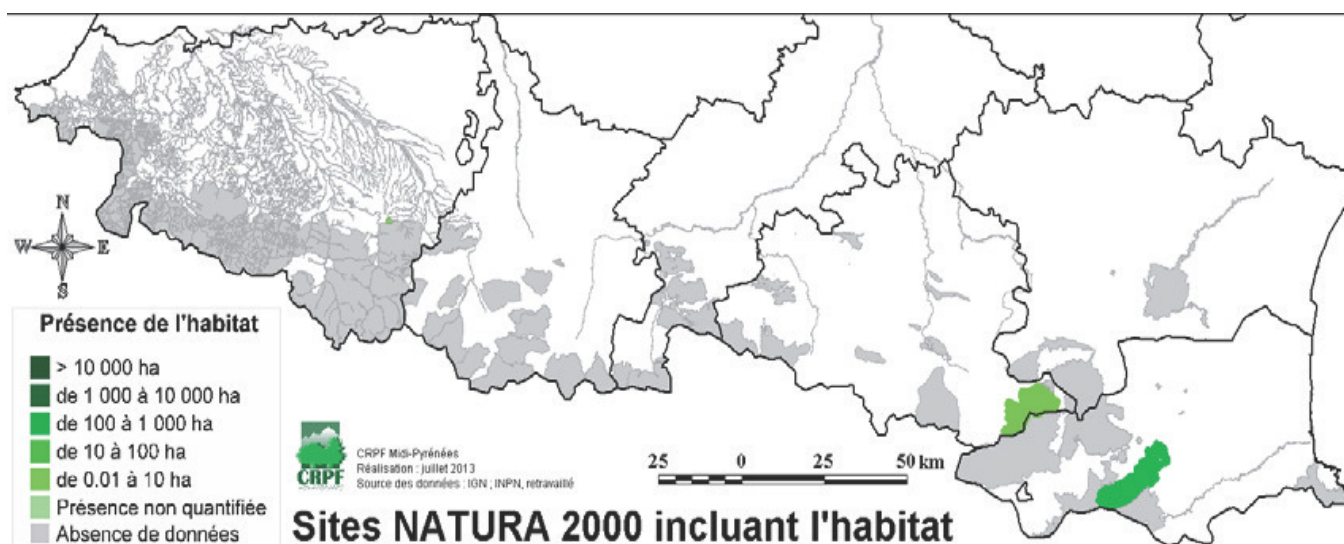 N
W E
S
Présence de l'habitat
> 10 000 ha
de 1 000 à 10 000 ha
de 100 à 1 000 ha
de 10 à 100 ha
de 0.01 à 10 ha
Présence non quantifiée
Absence de données
CRPF
CRPF Midi-Pyrénées
Réalisation : juillet 2013
Source des données : IGN ; INPN, retravaillé
25 0 25 50 km
Sites NATURA 2000 incluant l'habitat